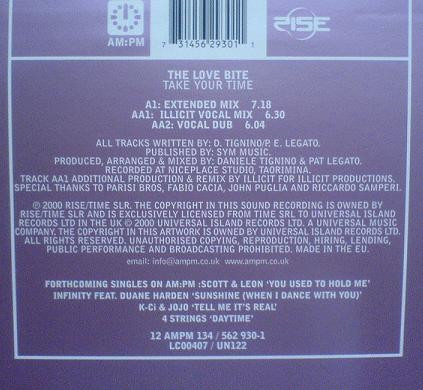 AM:PM
7 31456 29301 1
RISE
THE LOVE BITE
TAKE YOUR TIME
A1: EXTENDED MIX 7.18
AA1: ILLICIT VOCAL MIX 6.30
AA2: VOCAL DUB 6.04
ALL TRACKS WRITTEN BY: D. TIGNINO/P.E. LEGATO.
PUBLISHED BY: SYM MUSIC.
PRODUCED, ARRANGED & MIXED BY: DANIELE TIGNINO & PAT LEGATO.
RECORDED AT NICEPLACE STUDIO, TAORIMINA.
TRACK AA1 ADDITIONAL PRODUCTION & REMIX BY ILLICIT FOR ILLICIT PRODUCTIONS.
SPECIAL THANKS TO PARISI BROS, FABIO CACIA, JOHN PUGLIA AND RICCARDO SAMPERI.
℗ 2000 RISE/TIME SLR. THE COPYRIGHT IN THIS SOUND RECORDING IS OWNED BY
RISE/TIME SLR AND IS EXCLUSIVELY LICENSED FROM TIME SRL TO UNIVERSAL ISLAND
RECORDS LTD IN THE UK © 2000 UNIVERSAL ISLAND RECORDS LTD. A UNIVERSAL MUSIC
COMPANY. THE COPYRIGHT IN THIS ARTWORK IS OWNED BY UNIVERSAL ISLAND RECORDS LTD.
ALL RIGHTS RESERVED. UNAUTHORISED COPYING, REPRODUCTION, HIRING, LENDING,
PUBLIC PERFORMANCE AND BROADCASTING PROHIBITED. MADE IN THE EU.
email: info@ampm.co.uk www.ampm.co.uk
FORTHCOMING SINGLES ON AM:PM :SCOTT & LEON 'YOU USED TO HOLD ME'
INFINITY FEAT. DUANE HARDEN 'SUNSHINE (WHEN I DANCE WITH YOU)'
K-Ci & JOJO 'TELL ME IT'S REAL'
4 STRINGS 'DAYTIME'
12 AMPM 134 / 562 930-1
LC00407 / UN122